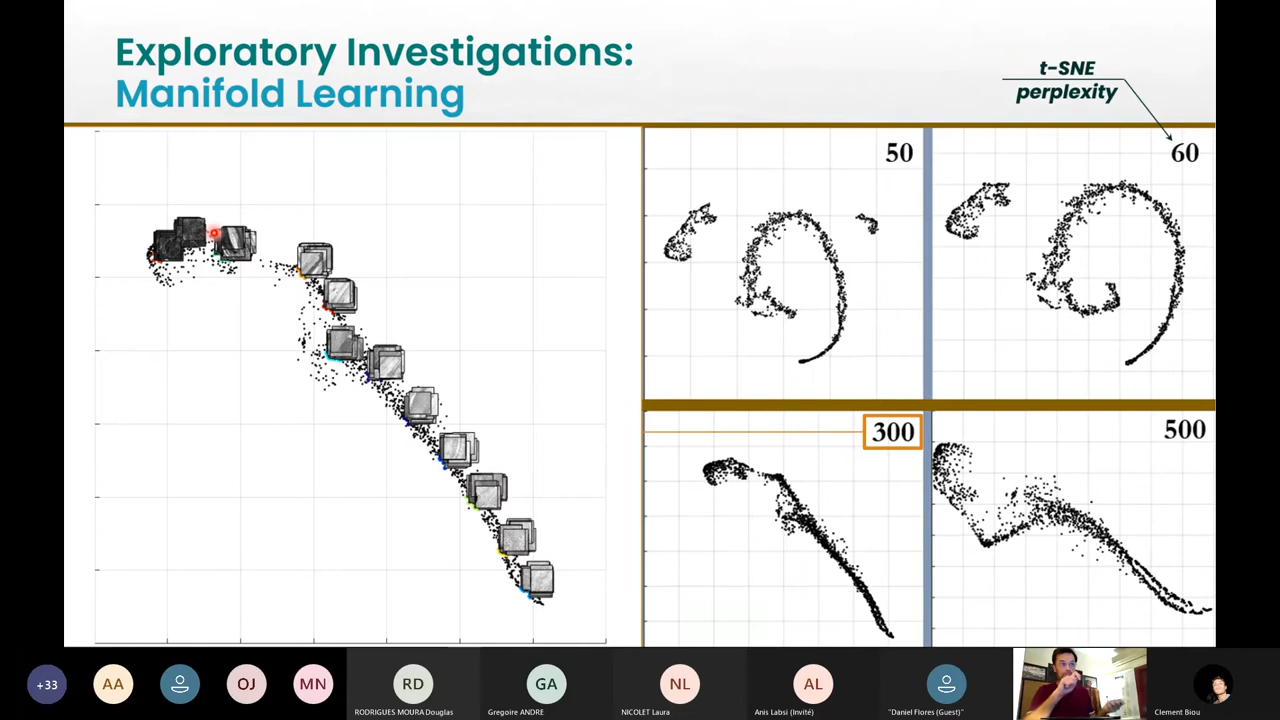 Exploratory Investigations:
Manifold Learning
t-SNE
perplexity
50
60
300
500
+33
AA
OJ
MN
RD
GA
NL
AL
RODRIGUES MOURA Douglas
Gregoire ANDRE
NICOLET Laura
Anis Labsi (Invité)
"Daniel Flores (Guest)"
Clement Biou